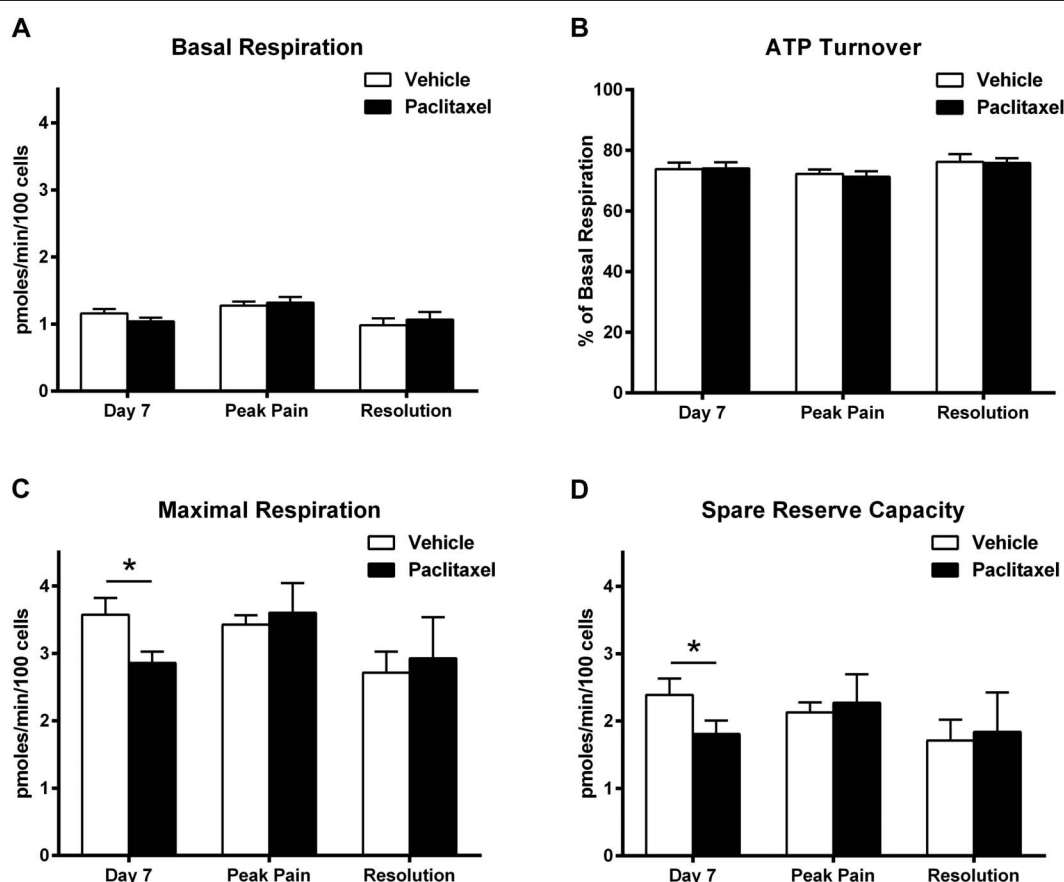 A
Basal Respiration
Vehicle
Paclitaxel
pmoles/min/100 cells
4
3
2
1
0
Day 7 Peak Pain Resolution
B
ATP Turnover
Vehicle
Paclitaxel
% of Basal Respiration
100
80
60
40
20
0
Day 7 Peak Pain Resolution
C
Maximal Respiration
Vehicle
Paclitaxel
pmoles/min/100 cells
4
3
2
1
0
*
Day 7 Peak Pain Resolution
D
Spare Reserve Capacity
Vehicle
Paclitaxel
pmoles/min/100 cells
4
3
2
1
0
*
Day 7 Peak Pain Resolution